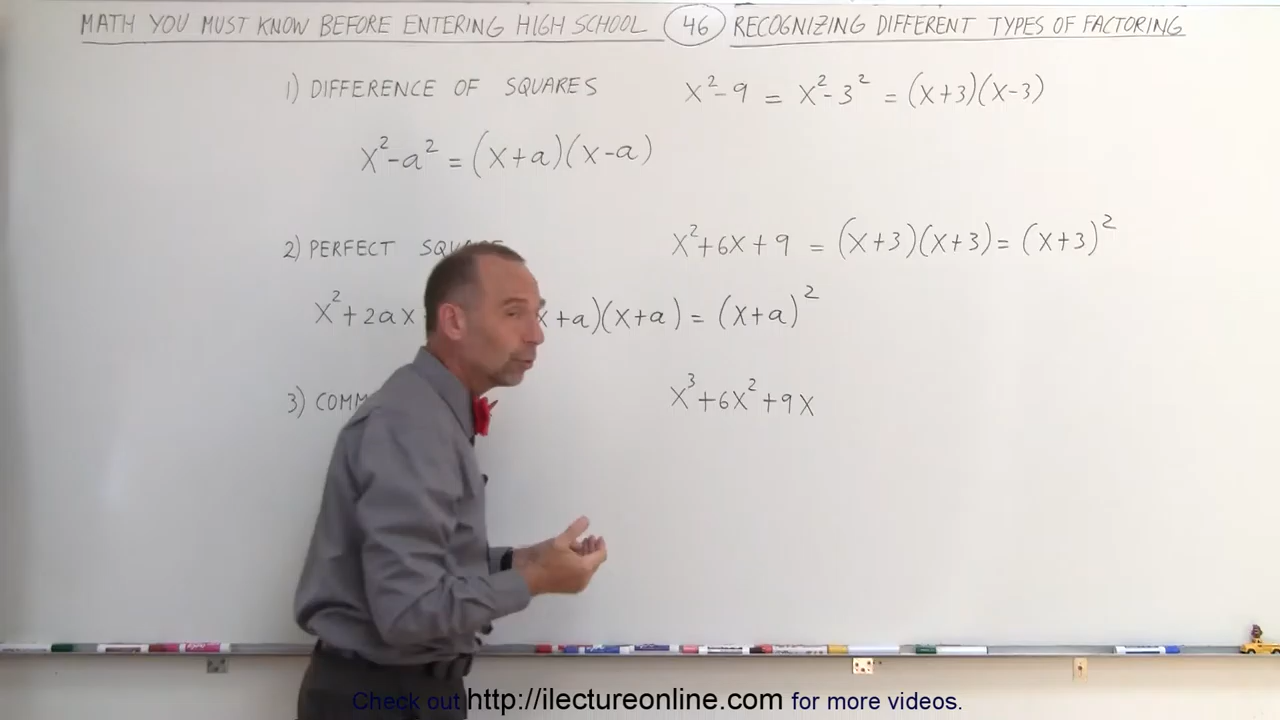 MATH YOU MUST KNOW BEFORE ENTERING HIGH SCHOOL 46 RECOGNIZING DIFFERENT TYPES OF FACTORING
1) DIFFERENCE OF SQUARES
x²-9 = x²-3² = (x+3)(x-3)
x²-a² = (x+a)(x-a)
2) PERFECT SQUARE
x²+6x+9 = (x+3)(x+3) = (x+3)²
x²+2ax x+a)(x+a) = (x+a)²
3) COMM
x³+6x²+9x
Check out http://ilectureonline.com for more videos.